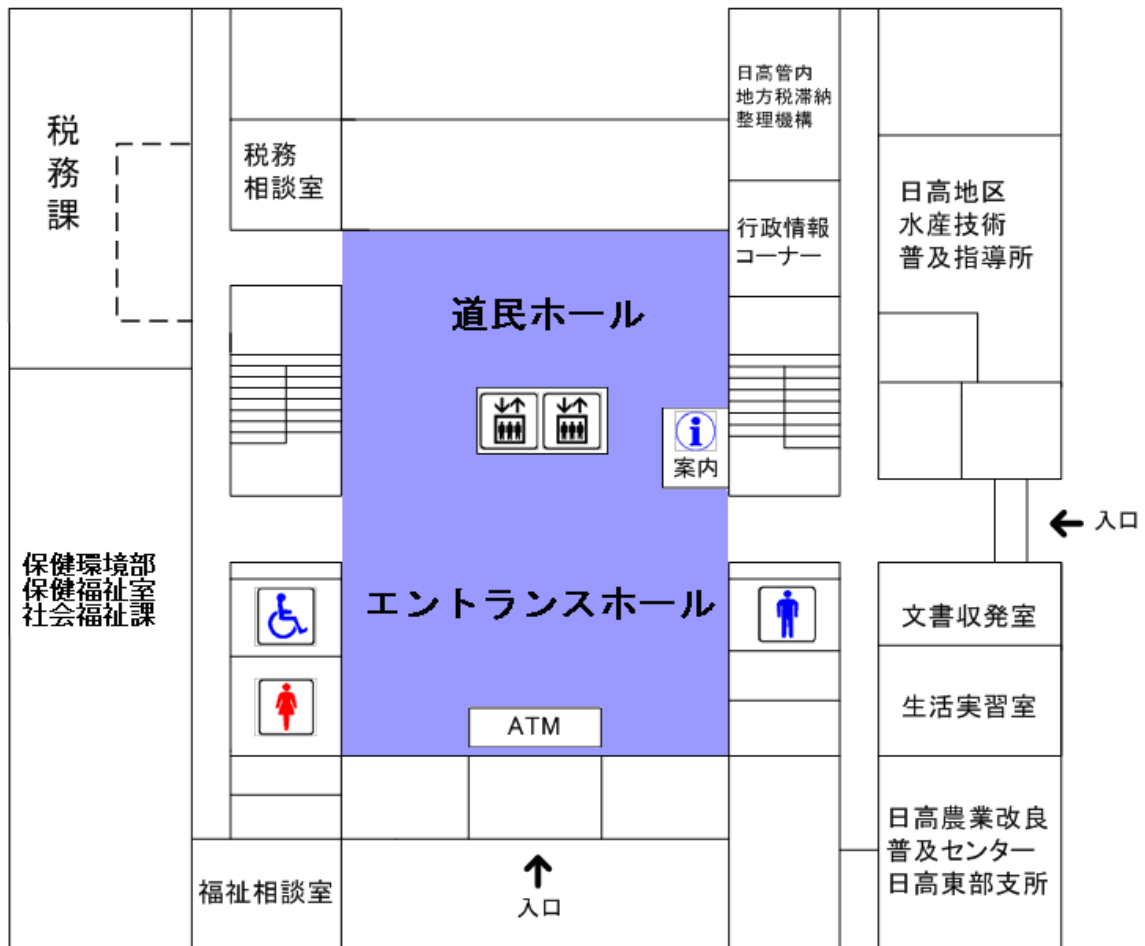 税務課
税務
相談室
日高管内
地方税滞納
整理機構
行政情報
コーナー
日高地区
水産技術
普及指導所
道民ホール
案内
入口
保健環境部
保健福祉室
社会福祉課
エントランスホール
文書収発室
生活実習室
ATM
日高農業改良
普及センター
日高東部支所
福祉相談室
入口